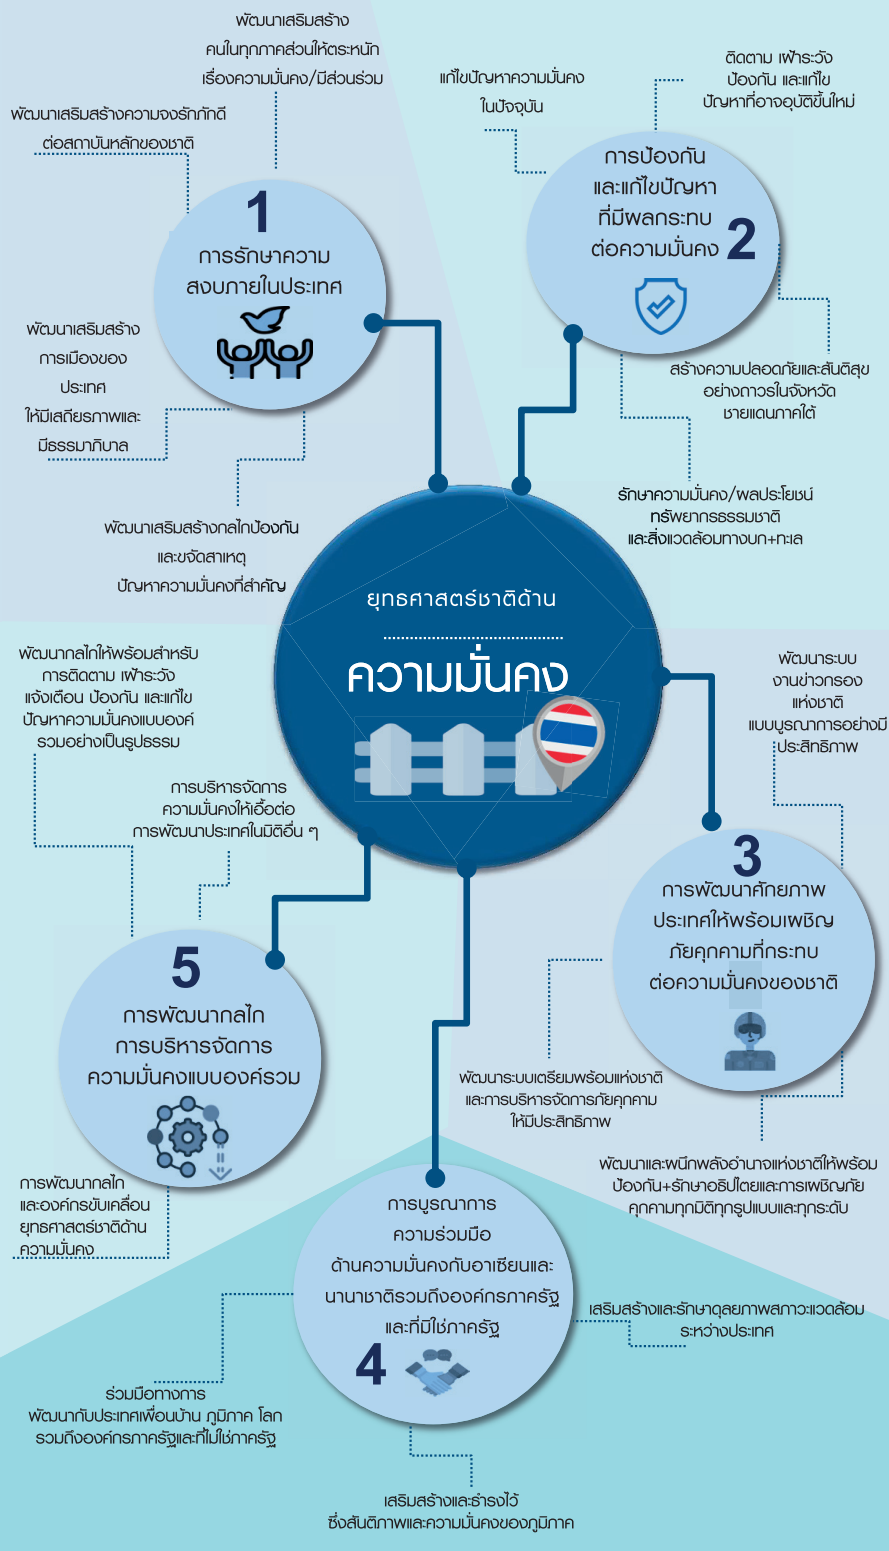 พัฒนาเสริมสร้าง
คนในทุกภาคส่วนให้ตระหนัก
เรื่องความมั่นคง/มีส่วนร่วม
พัฒนาเสริมสร้างความจงรักภักดี
ต่อสถาบันหลักของชาติ
1
การรักษาความ
สงบภายในประเทศ
พัฒนาเสริมสร้าง
การเมืองของ
ประเทศ
ให้มีเสถียรภาพและ
มีธรรมาภิบาล
พัฒนาเสริมสร้างกลไกป้องกัน
และขจัดสาเหตุ
ปัญหาความมั่นคงที่สำคัญ
แก้ไขปัญหาความมั่นคง
ในปัจจุบัน
ติดตาม เฝ้าระวัง
ป้องกัน และแก้ไข
ปัญหาที่อาจอุบัติขึ้นใหม่
การป้องกัน
และแก้ไขปัญหา
ที่มีผลกระทบ
ต่อความมั่นคง 2
สร้างความปลอดภัยและสันติสุข
อย่างถาวรในจังหวัด
ชายแดนภาคใต้
รักษาความมั่นคง/ผลประโยชน์
ทรัพยากรธรรมชาติ
และสิ่งแวดล้อมทางบก+ทะเล
ยุทธศาสตร์ชาติด้าน
ความมั่นคง
พัฒนาระบบ
งานข่าวกรอง
แห่งชาติ
แบบบูรณาการอย่างมี
ประสิทธิภาพ
3
การพัฒนาศักยภาพ
ประเทศให้พร้อมเผชิญ
ภัยคุกคามที่กระทบ
ต่อความมั่นคงของชาติ
พัฒนาระบบเตรียมพร้อมแห่งชาติ
และการบริหารจัดการภัยคุกคาม
ให้มีประสิทธิภาพ
พัฒนาและผนึกพลังอำนาจแห่งชาติให้พร้อม
ป้องกัน+รักษาอธิปไตยและการเผชิญภัย
คุกคามทุกมิติทุกรูปแบบและทุกระดับ
พัฒนากลไกให้พร้อมสำหรับ
การติดตาม เฝ้าระวัง
แจ้งเตือน ป้องกัน และแก้ไข
ปัญหาความมั่นคงแบบองค์
รวมอย่างเป็นรูปธรรม
การบริหารจัดการ
ความมั่นคงให้เอื้อต่อ
การพัฒนาประเทศในมิติอื่น ๆ
5
การพัฒนากลไก
การบริหารจัดการ
ความมั่นคงแบบองค์รวม
การพัฒนากลไก
และองค์กรขับเคลื่อน
ยุทธศาสตร์ชาติด้าน
ความมั่นคง
การบูรณาการ
ความร่วมมือ
ด้านความมั่นคงกับอาเซียนและ
นานาชาติรวมถึงองค์กรภาครัฐ
และที่มิใช่ภาครัฐ
4
เสริมสร้างและรักษาดุลยภาพสภาวะแวดล้อม
ระหว่างประเทศ
ร่วมมือทางการ
พัฒนากับประเทศเพื่อนบ้าน ภูมิภาค โลก
รวมถึงองค์กรภาครัฐและที่ไม่ใช่ภาครัฐ
เสริมสร้างและธำรงไว้
ซึ่งสันติภาพและความมั่นคงของภูมิภาค